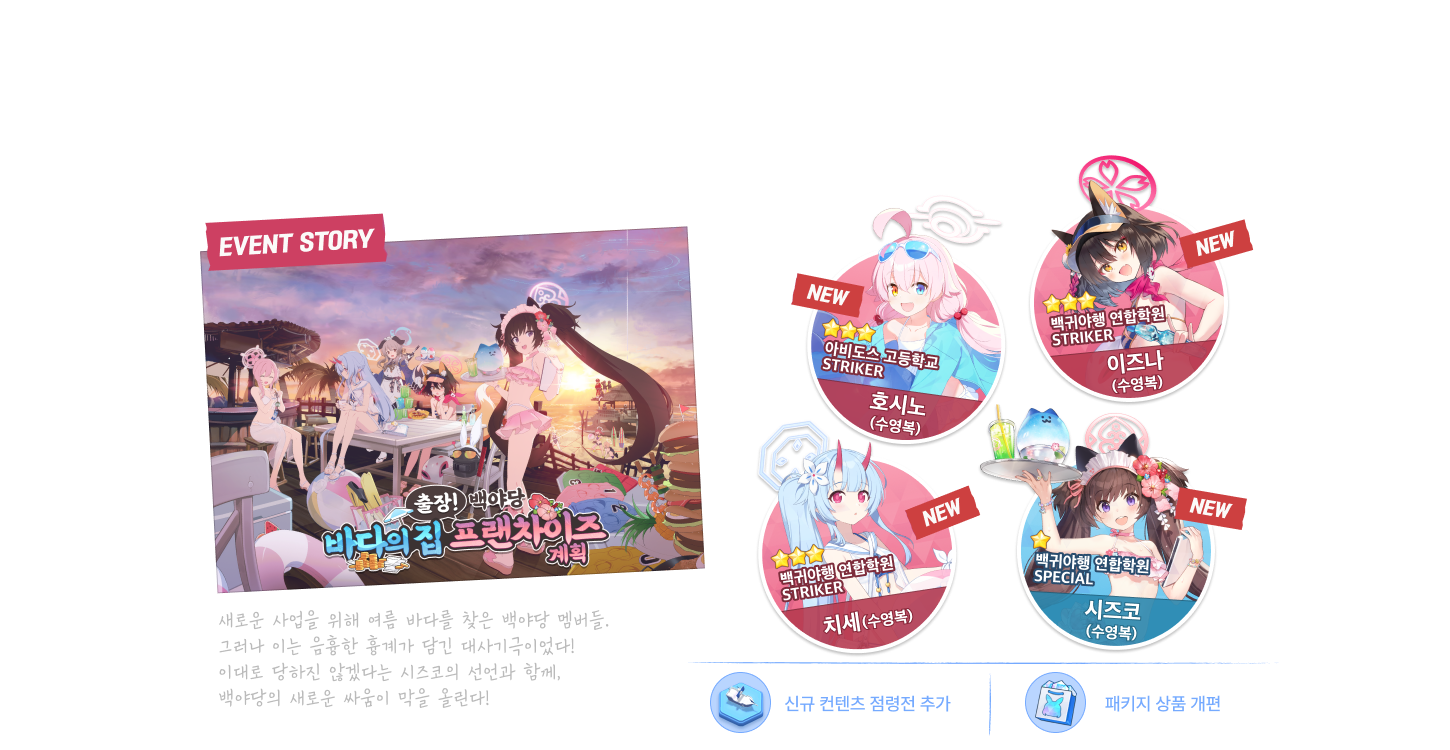 EVENT STORY
출장! 백야당
바다의 집 프랜차이즈
계획
새로운 사업을 위해 여름 바다를 찾은 백야당 멤버들.
그러나 이는 음흉한 흉계가 담긴 대사기극이었다!
이대로 당하진 않겠다는 시즈코의 선언과 함께,
백야당의 새로운 싸움이 막을 올린다!
NEW
아비도스 고등학교
STRIKER
호시노
(수영복)
NEW
백귀야행 연합학원
STRIKER
이즈나
(수영복)
NEW
백귀야행 연합학원
STRIKER
치세(수영복)
NEW
백귀야행 연합학원
SPECIAL
시즈코
(수영복)
신규 컨텐츠 점령전 추가
패키지 상품 개편